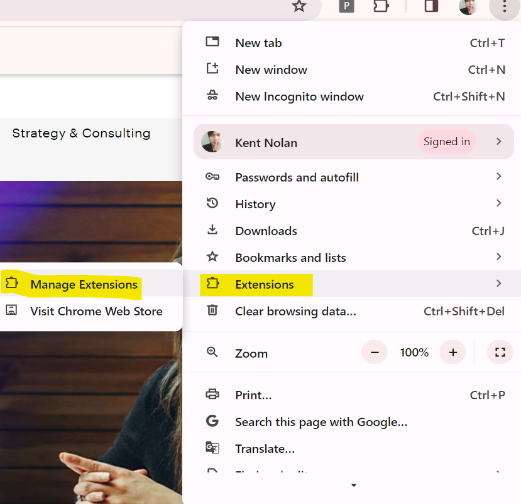 P
New tab Ctrl+T
New window Ctrl+N
New Incognito window Ctrl+Shift+N
Strategy & Consulting
Kent Nolan Signed in
Passwords and autofill
History
Downloads Ctrl+J
Bookmarks and lists
Manage Extensions
Extensions
Visit Chrome Web Store
Clear browsing data... Ctrl+Shift+Del
Zoom − 100% +
Print... Ctrl+P
G Search this page with Google...
Translate...